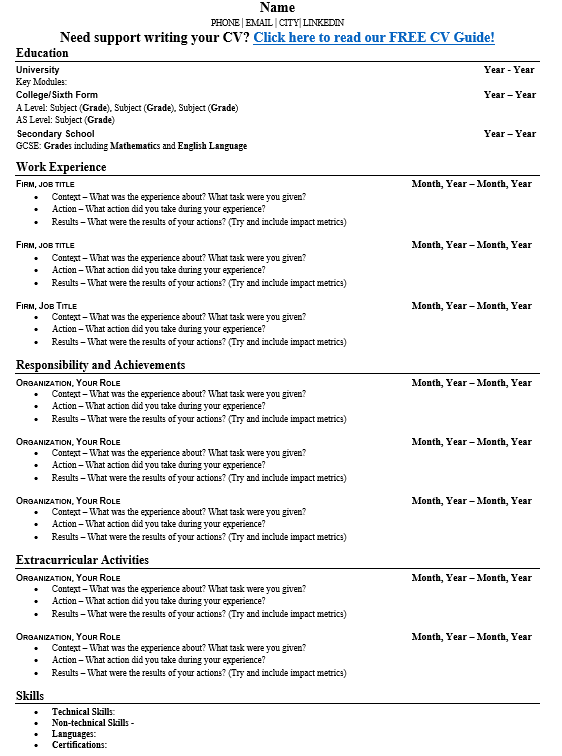 Name
PHONE | EMAIL | CITY| LINKEDIN
Need support writing your CV? Click here to read our FREE CV Guide!
Education
University Year - Year
Key Modules:
College/Sixth Form Year – Year
A Level: Subject (Grade), Subject (Grade), Subject (Grade)
AS Level: Subject (Grade)
Secondary School Year – Year
GCSE: Grades including Mathematics and English Language
Work Experience
FIRM, JOB TITLE Month, Year – Month, Year
• Context – What was the experience about? What task were you given?
• Action – What action did you take during your experience?
• Results – What were the results of your actions? (Try and include impact metrics)
FIRM, JOB TITLE Month, Year – Month, Year
• Context – What was the experience about? What task were you given?
• Action – What action did you take during your experience?
• Results – What were the results of your actions? (Try and include impact metrics)
FIRM, JOB TITLE Month, Year – Month, Year
• Context – What was the experience about? What task were you given?
• Action – What action did you take during your experience?
• Results – What were the results of your actions? (Try and include impact metrics)
Responsibility and Achievements
ORGANIZATION, YOUR ROLE Month, Year – Month, Year
• Context – What was the experience about? What task were you given?
• Action – What action did you take during your experience?
• Results – What were the results of your actions? (Try and include impact metrics)
ORGANIZATION, YOUR ROLE Month, Year – Month, Year
• Context – What was the experience about? What task were you given?
• Action – What action did you take during your experience?
• Results – What were the results of your actions? (Try and include impact metrics)
ORGANIZATION, YOUR ROLE Month, Year – Month, Year
• Context – What was the experience about? What task were you given?
• Action – What action did you take during your experience?
• Results – What were the results of your actions? (Try and include impact metrics)
Extracurricular Activities
ORGANIZATION, YOUR ROLE Month, Year – Month, Year
• Context – What was the experience about? What task were you given?
• Action – What action did you take during your experience?
• Results – What were the results of your actions? (Try and include impact metrics)
ORGANIZATION, YOUR ROLE Month, Year – Month, Year
• Context – What was the experience about? What task were you given?
• Action – What action did you take during your experience?
• Results – What were the results of your actions? (Try and include impact metrics)
Skills
• Technical Skills:
• Non-technical Skills -
• Languages:
• Certifications: